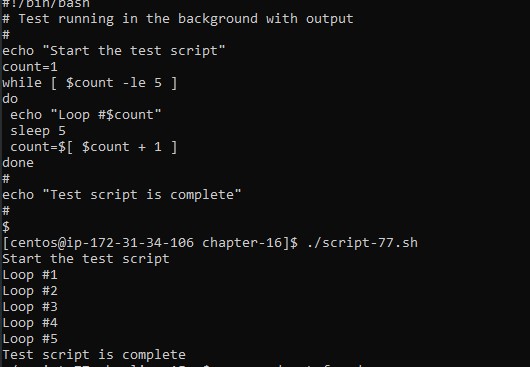 #!/bin/bash
# Test running in the background with output
#
echo "Start the test script"
count=1
while [ $count -le 5 ]
do
 echo "Loop #$count"
 sleep 5
 count=$[ $count + 1 ]
done
#
echo "Test script is complete"
#
$
[centos@ip-172-31-34-106 chapter-16]$ ./script-77.sh
Start the test script
Loop #1
Loop #2
Loop #3
Loop #4
Loop #5
Test script is complete